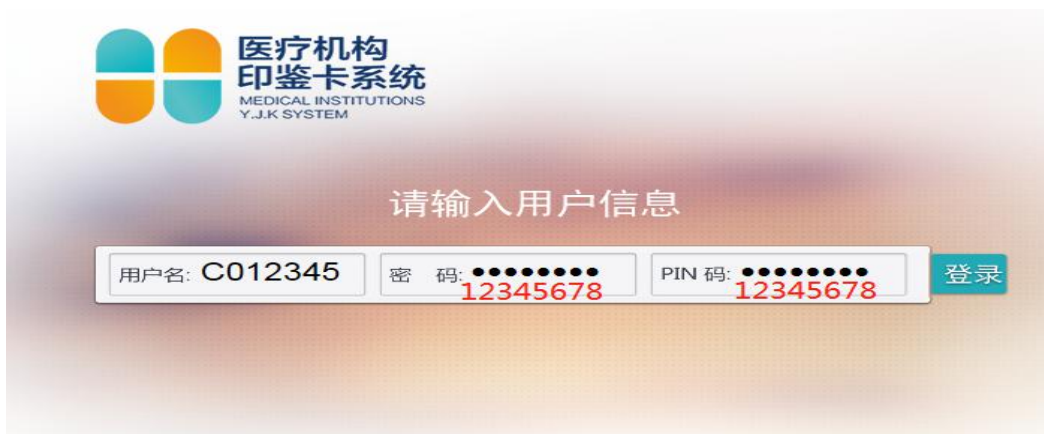 医疗机构
印鉴卡系统
MEDICAL INSTITUTIONS
Y.J.K SYSTEM
请输入用户信息
用户名: C012345 密 码: ●●●●●●●● PIN 码: ●●●●●●●● 登录
12345678 12345678